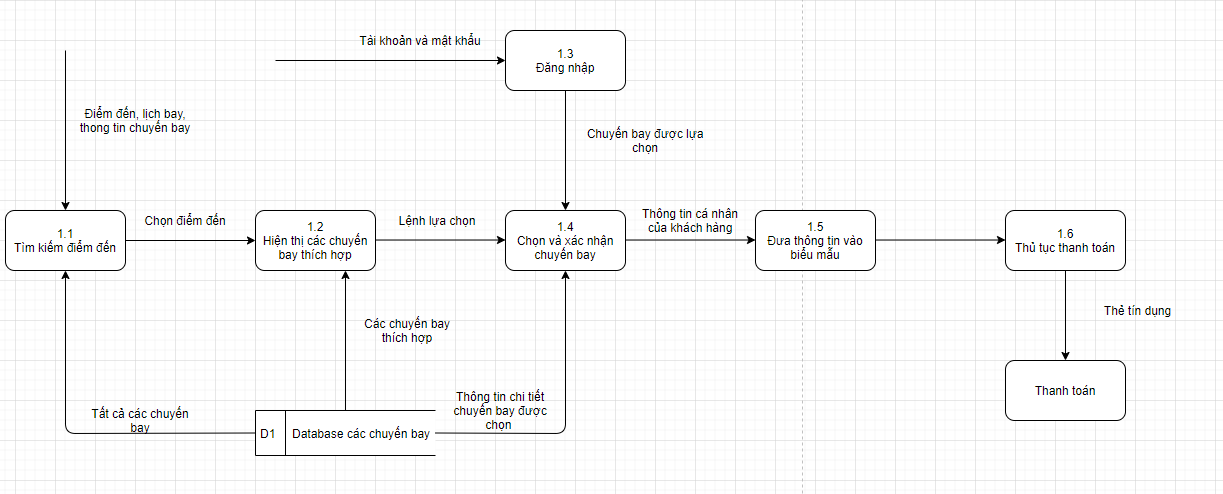 Tài khoản và mật khẩu
1.3
Đăng nhập
Điểm đến, lịch bay,
thong tin chuyến bay
Chuyến bay được lựa
chọn
1.1
Tìm kiếm điểm đến
Chọn điểm đến
1.2
Hiện thị các chuyến
bay thích hợp
Lệnh lựa chọn
1.4
Chọn và xác nhận
chuyến bay
Thông tin cá nhân
của khách hàng
1.5
Đưa thông tin vào
biểu mẫu
1.6
Thủ tục thanh toán
Các chuyến bay
thích hợp
Thẻ tín dụng
Tất cả các chuyến
bay
D1
Database các chuyến bay
Thông tin chi tiết
chuyến bay được
chọn
Thanh toán